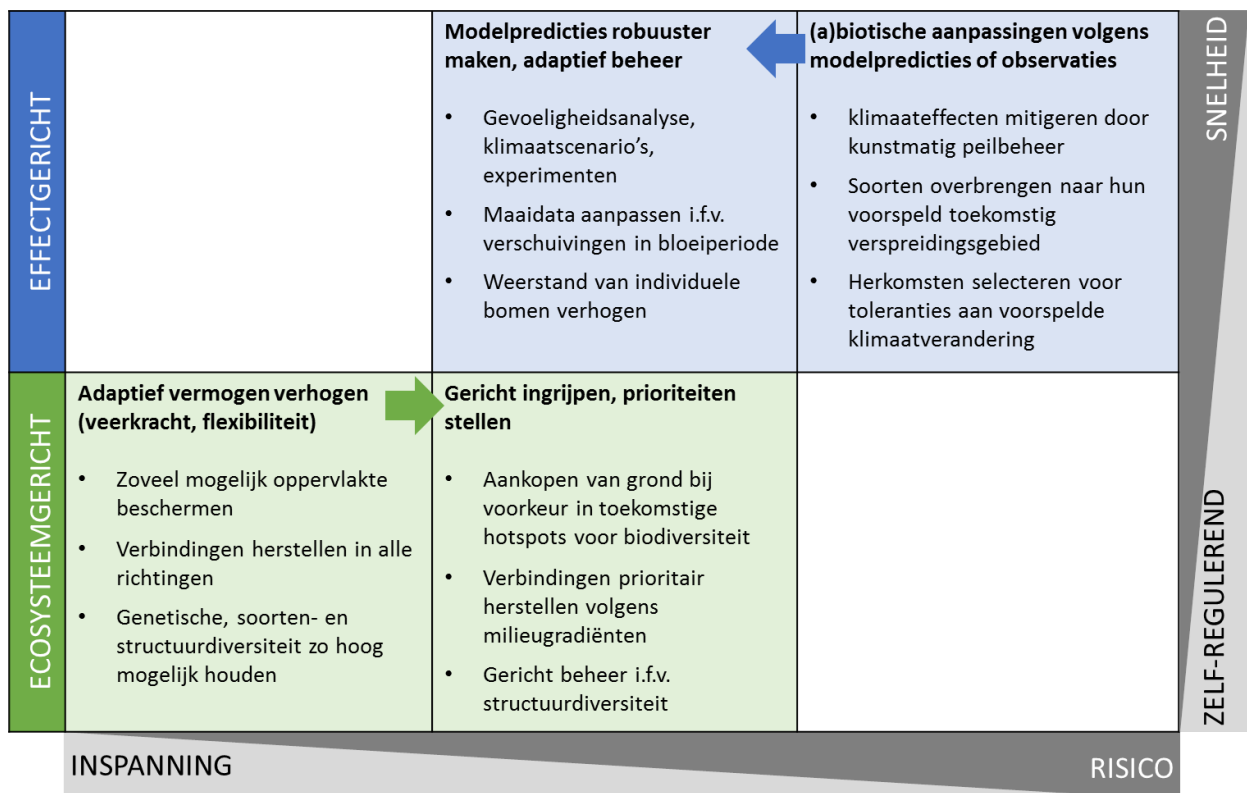 EFFECTGERICHT
Modelpredicties robuuster
maken, adaptief beheer
• Gevoeligheidsanalyse,
klimaatscenario's,
experimenten
• Maaidata aanpassen i.f.v.
verschuivingen in bloeiperiode
• Weerstand van individuele
bomen verhogen
(a)biotische aanpassingen volgens
modelpredicties of observaties
• klimaateffecten mitigeren door
kunstmatig peilbeheer
• Soorten overbrengen naar hun
voorspeld toekomstig
verspreidingsgebied
• Herkomsten selecteren voor
toleranties aan voorspelde
klimaatverandering
SNELHEID
ECOSYSTEEMGERICHT
Adaptief vermogen verhogen
(veerkracht, flexibiliteit)
• Zoveel mogelijk oppervlakte
beschermen
• Verbindingen herstellen in alle
richtingen
• Genetische, soorten- en
structuurdiversiteit zo hoog
mogelijk houden
Gericht ingrijpen, prioriteiten
stellen
• Aankopen van grond bij
voorkeur in toekomstige
hotspots voor biodiversiteit
• Verbindingen prioritair
herstellen volgens
milieugradiënten
• Gericht beheer i.f.v.
structuurdiversiteit
ZELF-REGULEREND
INSPANNING
RISICO